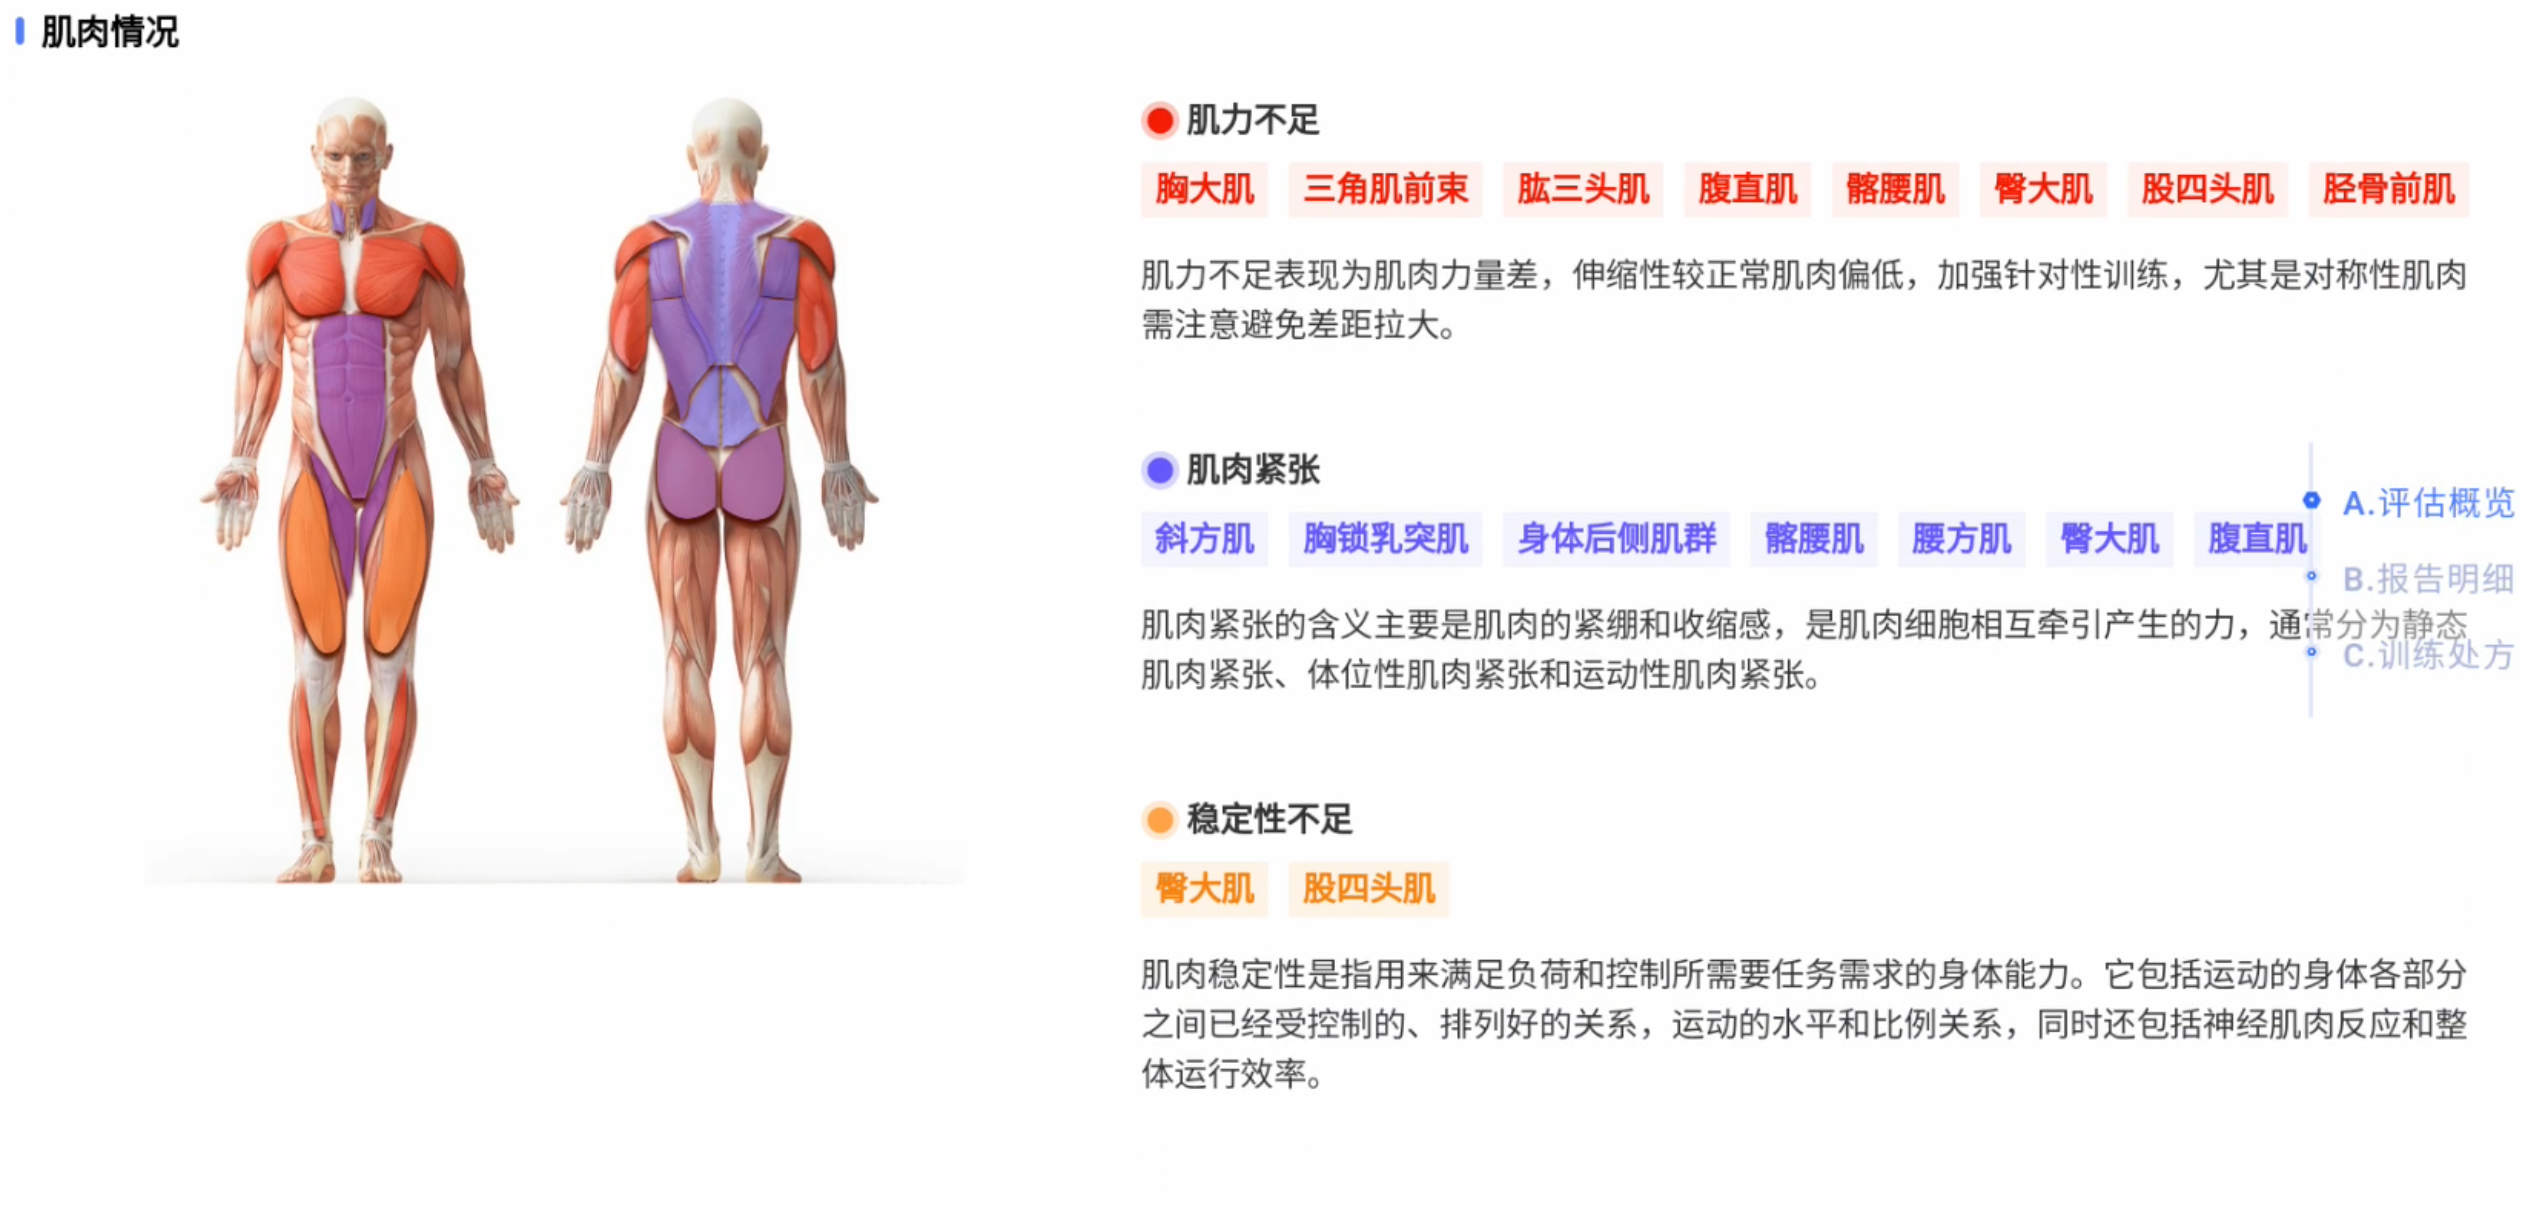 肌肉情况
肌力不足
胸大肌 三角肌前束 肱三头肌 腹直肌 髂腰肌 臀大肌 股四头肌 胫骨前肌
肌力不足表现为肌肉力量差，伸缩性较正常肌肉偏低，加强针对性训练，尤其是对称性肌肉
需注意避免差距拉大。
肌肉紧张
斜方肌 胸锁乳突肌 身体后侧肌群 髂腰肌 腰方肌 臀大肌 腹直肌
肌肉紧张的含义主要是肌肉的紧绷和收缩感，是肌肉细胞相互牵引产生的力，通常分为静态
肌肉紧张、体位性肌肉紧张和运动性肌肉紧张。
稳定性不足
臀大肌 股四头肌
肌肉稳定性是指用来满足负荷和控制所需要任务需求的身体能力。它包括运动的身体各部分
之间已经受控制的、排列好的关系，运动的水平和比例关系，同时还包括神经肌肉反应和整
体运行效率。
A.评估概览
B.报告明细
C.训练处方